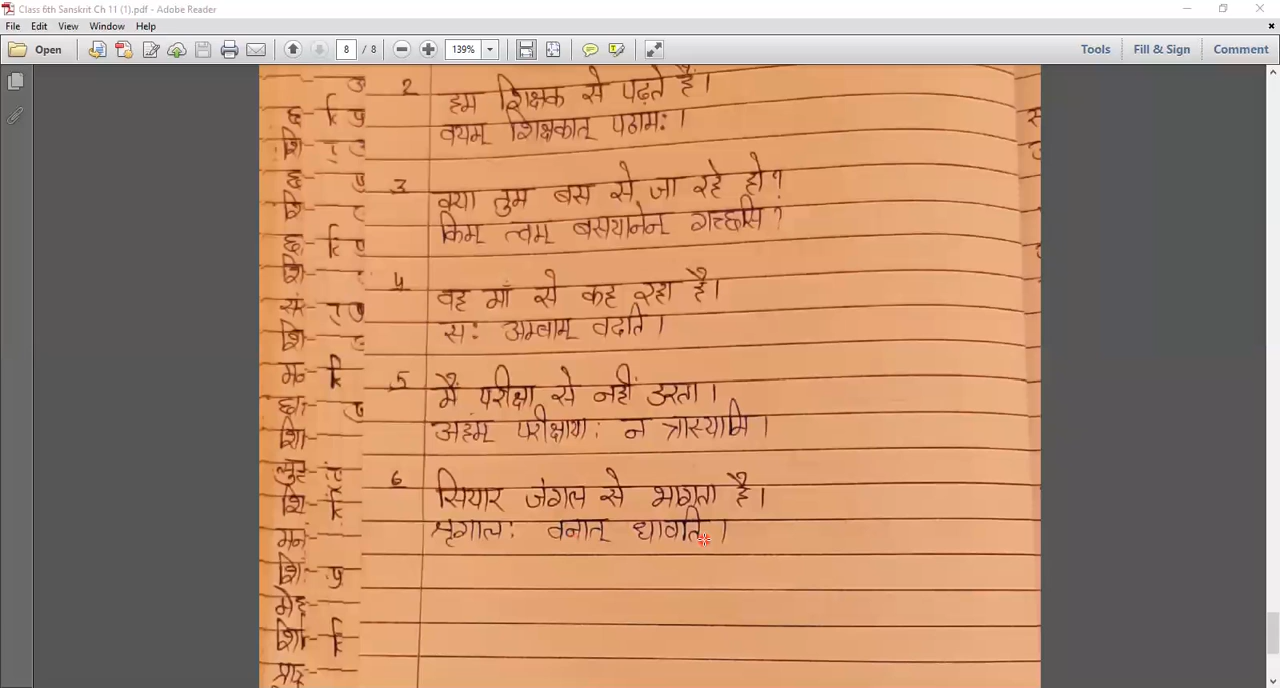 Class 6th Sanskrit Ch 11 (1).pdf - Adobe Reader
File Edit View Window Help
Open 8 / 8 139% Tools Fill & Sign Comment
2 हम शिक्षक से पढ़ते हैं।
वयम् शिक्षकात् पठामः।
3 क्या तुम बस से जा रहे हो?
किम् त्वम् बसयानेन् गच्छसि?
4 वह माँ से कह रहा है।
सः अम्बाम् वदति।
5 मैं परीक्षा से नहीं डरता।
अहम् परीक्षायाः न त्रास्यामि।
6 सियार जंगल से भागता है।
श्रृगालः वनात् धावति।